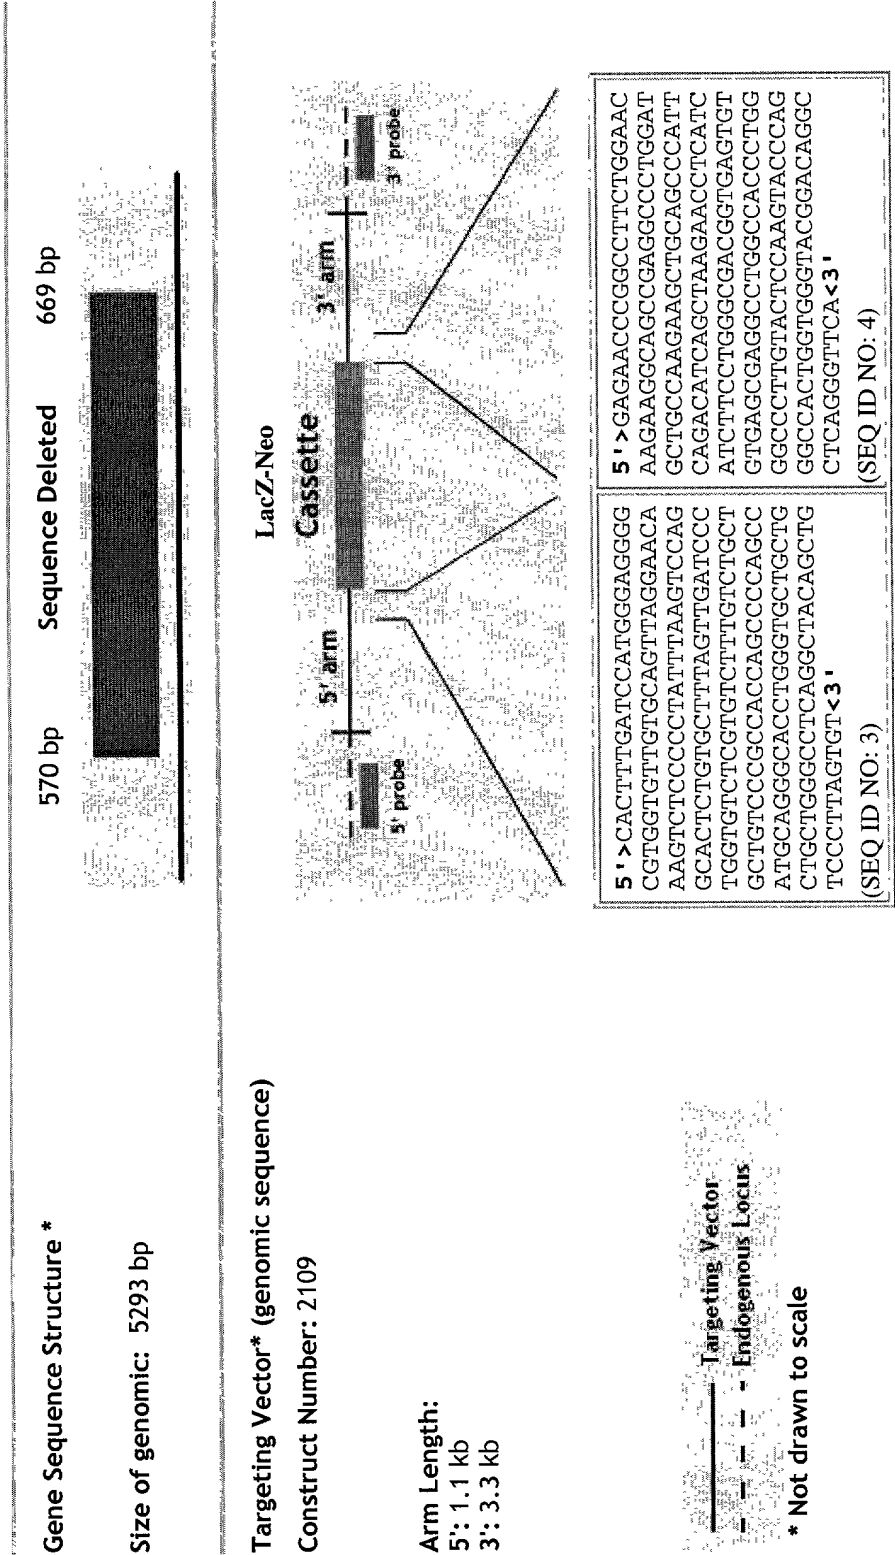 Gene Sequence Structure *
570 bp Sequence Deleted 669 bp
Size of genomic: 5293 bp
Targeting Vector* (genomic sequence)
Construct Number: 2109
LacZ-Neo
Cassette
5' arm
3' arm
5' probe
3' probe
Arm Length:
5': 1.1 kb
3': 3.3 kb
5'>CACTTTGATCCATGGGAGGGG
CGTGGTGTTGTGCAGTTAGGAACA
AAGTCTCCCCCTATTTAAGTCCAG
GCACTCTGTGCTTTAGTTGATCCC
TGGTGTCTCGTGTCTTTGTCTGCT
GCTGTCCCGCCACCAGCCCCAGCC
ATGCAGGGCACCTGGGTGCTGCTG
CTGCTGGGCCTCAGGCTACAGCTG
TCCCTTAGTGT<3'
(SEQ ID NO: 3)
5'>GAGAACCCGGCCTTCTGGAAC
AAGAAGGCAGCCGAGGCCCTGGAT
GCTGCCAAGAAGCTGCAGCCCATT
CAGACATCAGCTAAGAACCTCATC
ATCTTCCTGGGCGACGGTGAGTGT
GTGAGCGAGGCCTGGCCACCCTGG
GGCCCTTGTACTCCAAGTACCCAG
GGCCACTGGTGGGTACGGACAGGC
CTCAGGGTTCA<3'
(SEQ ID NO: 4)
Targeting Vector
Endogenous Locus
* Not drawn to scale